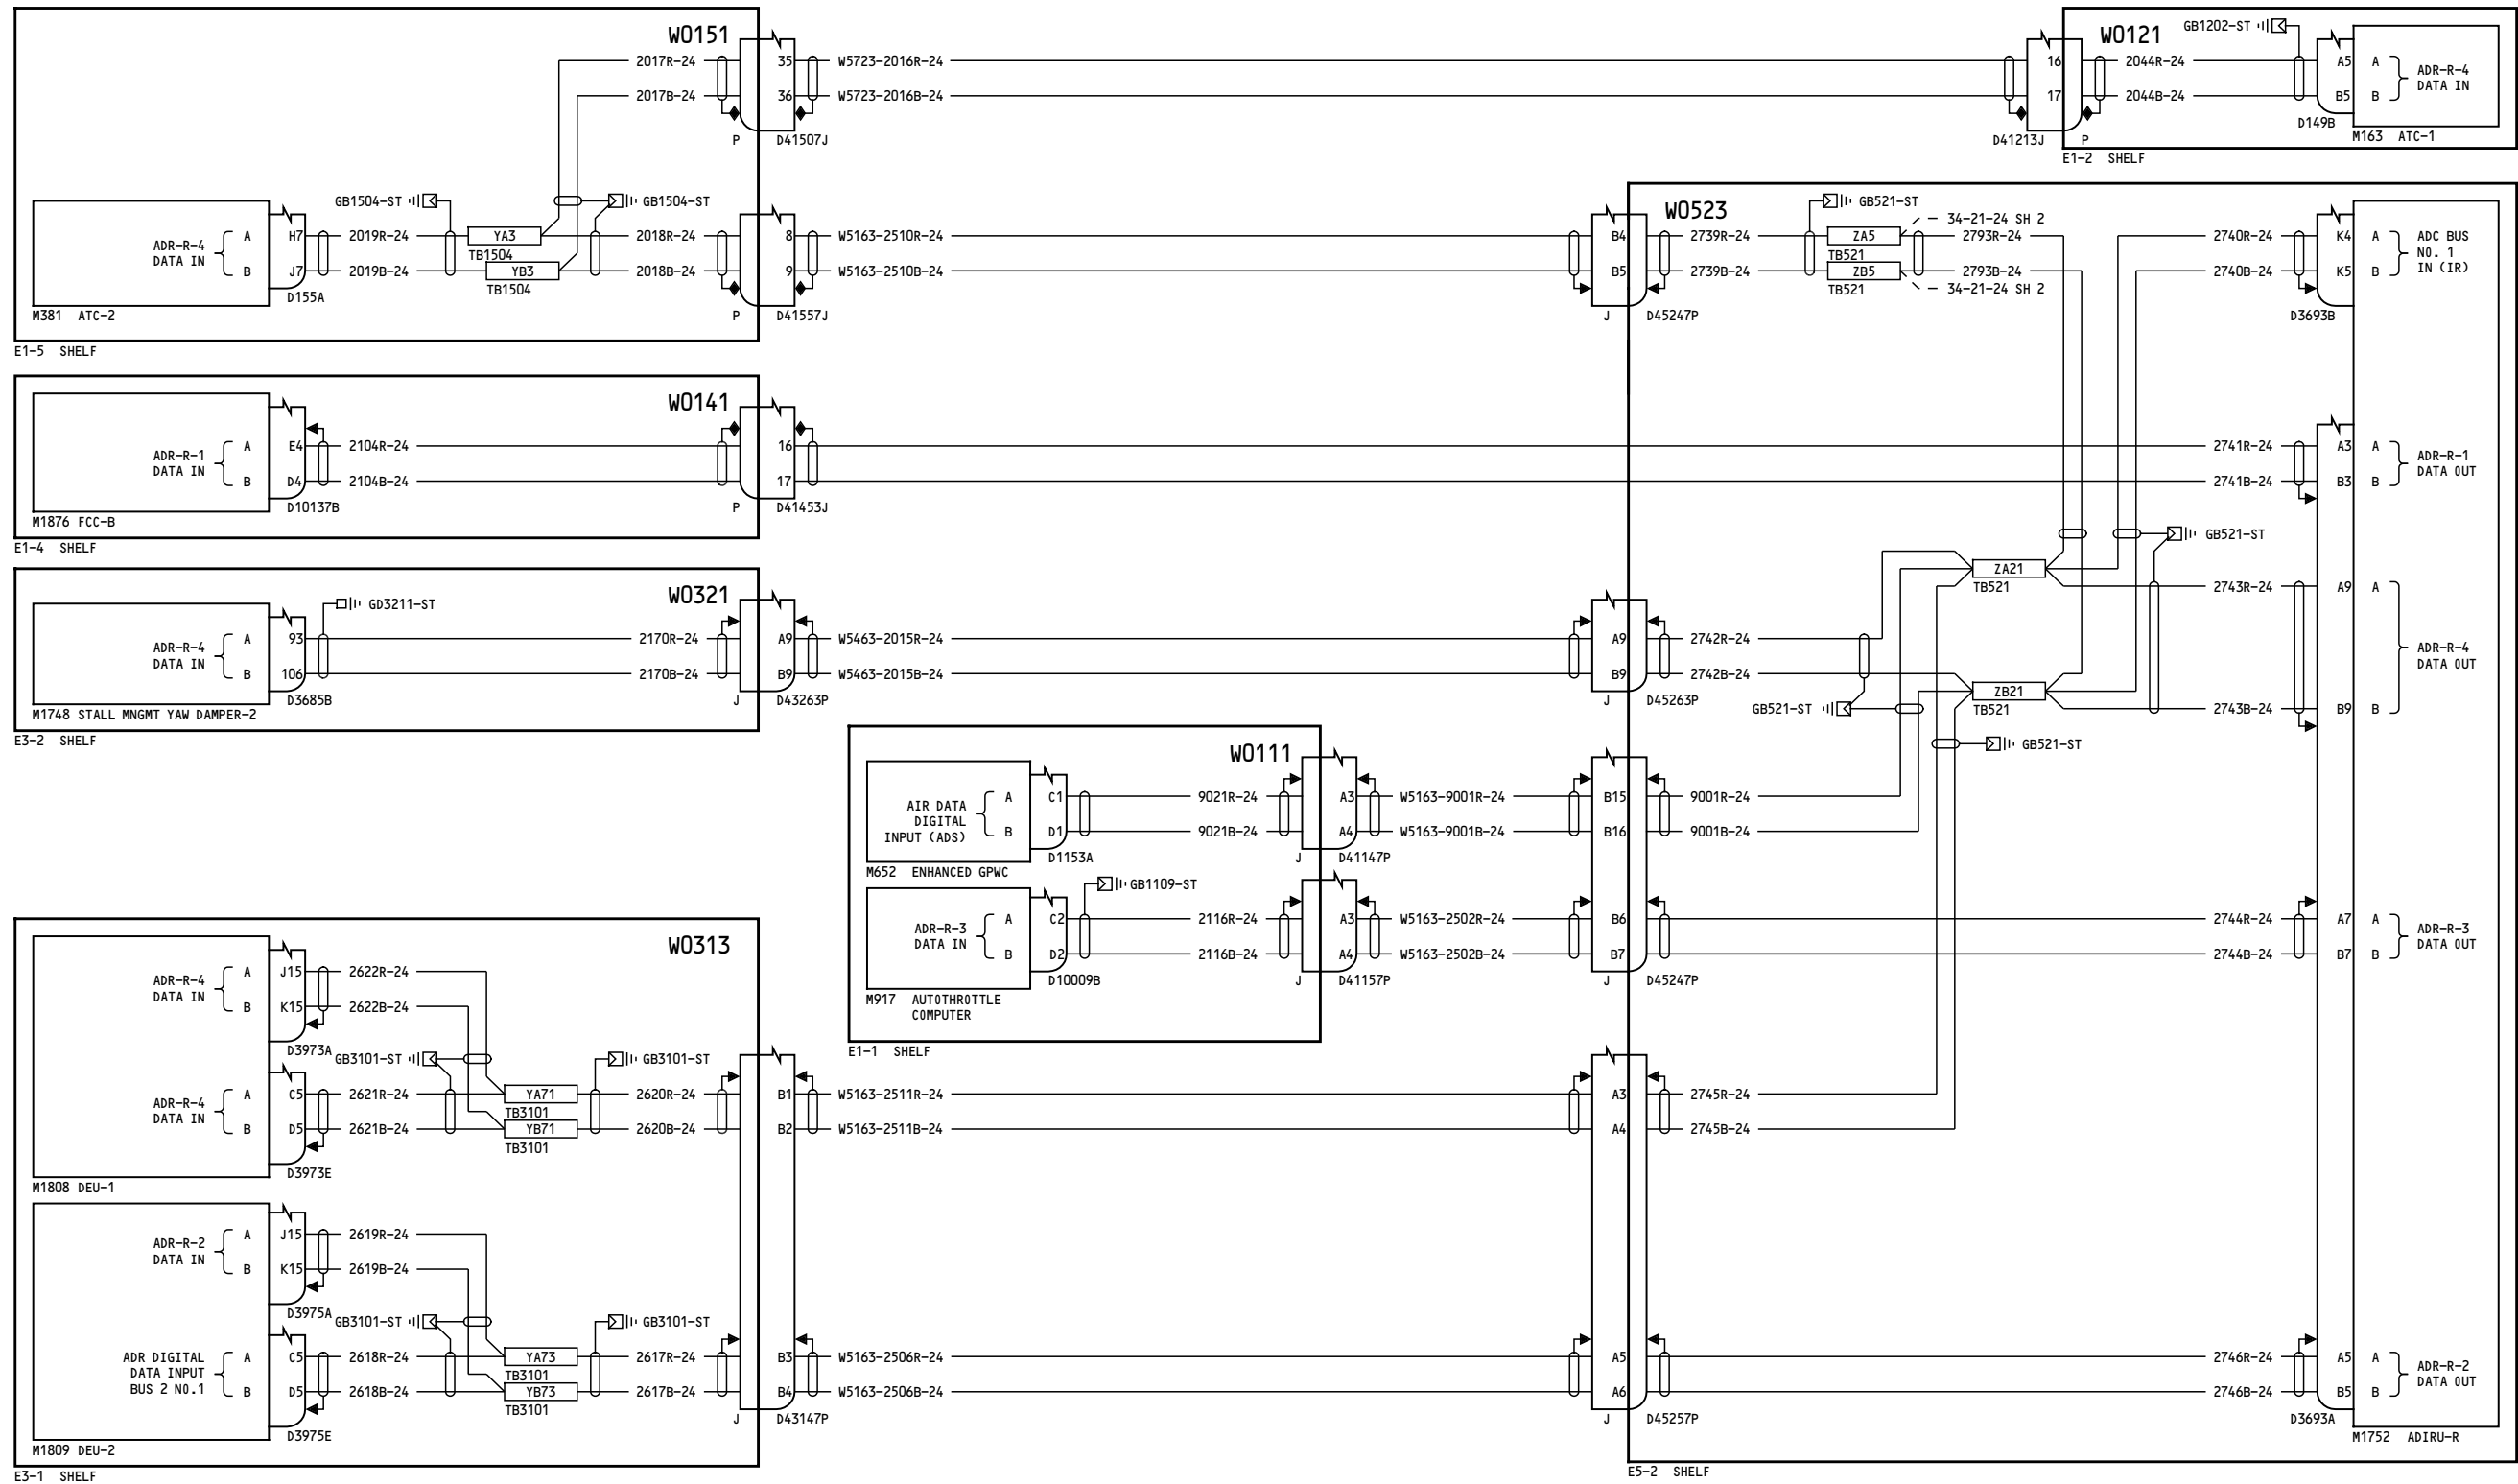 W0151
2017R-24
35
W5723-2016R-24
2017B-24
36
W5723-2016B-24
P
D41507J
16
W0121
2044R-24
GB1202-ST
A5
A
ADR-R-4
DATA IN
17
2044B-24
B5
B
D41213J
P
D149B
M163 ATC-1
E1-2 SHELF
GB1504-ST
GB1504-ST
ADR-R-4
DATA IN
A
H7
2019R-24
YA3
TB1504
2018R-24
8
W5163-2510R-24
B
J7
2019B-24
YB3
TB1504
2018B-24
9
W5163-2510B-24
D155A
M381 ATC-2
P
D41557J
E1-5 SHELF
W0523
GB521-ST
B4
2739R-24
ZA5
TB521
34-21-24 SH 2
2793R-24
2740R-24
K4
A
ADC BUS
NO. 1
IN (IR)
B5
2739B-24
ZB5
TB521
2793B-24
34-21-24 SH 2
2740B-24
K5
B
J
D45247P
D3693B
W0141
ADR-R-1
DATA IN
A
E4
2104R-24
16
2741R-24
A3
A
ADR-R-1
DATA OUT
B
D4
2104B-24
17
2741B-24
B3
B
D10137B
M1876 FCC-B
P
D41453J
E1-4 SHELF
GB521-ST
ZA21
TB521
2743R-24
A9
A
ADR-R-4
DATA OUT
W0321
GD3211-ST
ADR-R-4
DATA IN
A
93
2170R-24
A9
W5463-2015R-24
A9
2742R-24
B
106
2170B-24
B9
W5463-2015B-24
B9
2742B-24
ZB21
TB521
GB521-ST
2743B-24
B9
B
D3685B
M1748 STALL MNGMT YAW DAMPER-2
J
D43263P
J
D45263P
E3-2 SHELF
GB521-ST
W0111
AIR DATA
DIGITAL
INPUT (ADS)
A
C1
9021R-24
A3
W5163-9001R-24
B15
9001R-24
B
D1
9021B-24
A4
W5163-9001B-24
B16
9001B-24
D1153A
M652 ENHANCED GPWC
J
D41147P
GB1109-ST
ADR-R-3
DATA IN
A
C2
2116R-24
A3
W5163-2502R-24
B6
2744R-24
A7
A
ADR-R-3
DATA OUT
B
D2
2116B-24
A4
W5163-2502B-24
B7
2744B-24
B7
B
D10009B
M917 AUTOTHROTTLE
COMPUTER
J
D41157P
J
D45247P
E1-1 SHELF
W0313
ADR-R-4
DATA IN
A
J15
2622R-24
B
K15
2622B-24
D3973A
GB3101-ST
GB3101-ST
ADR-R-4
DATA IN
A
C5
2621R-24
YA71
TB3101
2620R-24
B1
W5163-2511R-24
A3
2745R-24
B
D5
2621B-24
YB71
TB3101
2620B-24
B2
W5163-2511B-24
A4
2745B-24
D3973E
M1808 DEU-1
ADR-R-2
DATA IN
A
J15
2619R-24
B
K15
2619B-24
D3975A
GB3101-ST
GB3101-ST
ADR DIGITAL
DATA INPUT
BUS 2 NO.1
A
C5
2618R-24
YA73
TB3101
2617R-24
B3
W5163-2506R-24
A5
2746R-24
A5
A
ADR-R-2
DATA OUT
B
D5
2618B-24
YB73
TB3101
2617B-24
B4
W5163-2506B-24
A6
2746B-24
B5
B
D3975E
M1809 DEU-2
J
D43147P
J
D45257P
D3693A
M1752 ADIRU-R
E3-1 SHELF
E5-2 SHELF